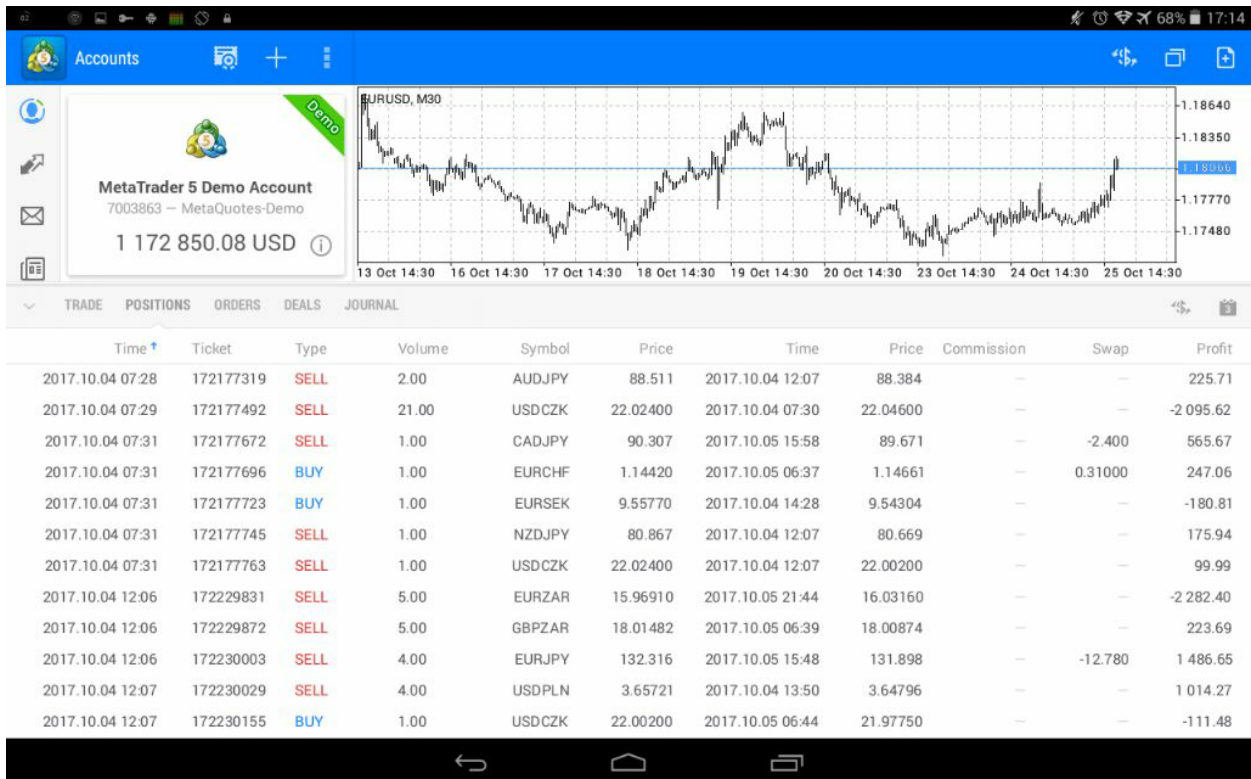 68% 17:14
Accounts
EURUSD, M30
Demo
MetaTrader 5 Demo Account
7003863 — MetaQuotes-Demo
1 172 850.08 USD
1.18640
1.18350
1.18066
1.17770
1.17480
13 Oct 14:30 16 Oct 14:30 17 Oct 14:30 18 Oct 14:30 19 Oct 14:30 20 Oct 14:30 23 Oct 14:30 24 Oct 14:30 25 Oct 14:30
TRADE POSITIONS ORDERS DEALS JOURNAL 3
Time Ticket Type Volume Symbol Price Time Price Commission Swap Profit
2017.10.04 07:28 172177319 SELL 2.00 AUDJPY 88.511 2017.10.04 12:07 88.384 — — 225.71
2017.10.04 07:29 172177492 SELL 21.00 USDCZK 22.02400 2017.10.04 07:30 22.04600 — — -2 095.62
2017.10.04 07:31 172177672 SELL 1.00 CADJPY 90.307 2017.10.05 15:58 89.671 — -2.400 565.67
2017.10.04 07:31 172177696 BUY 1.00 EURCHF 1.14420 2017.10.05 06:37 1.14661 — 0.31000 247.06
2017.10.04 07:31 172177723 BUY 1.00 EURSEK 9.55770 2017.10.04 14:28 9.54304 — — -180.81
2017.10.04 07:31 172177745 SELL 1.00 NZDJPY 80.867 2017.10.04 12:07 80.669 — — 175.94
2017.10.04 07:31 172177763 SELL 1.00 USDCZK 22.02400 2017.10.04 12:07 22.00200 — — 99.99
2017.10.04 12:06 172229831 SELL 5.00 EURZAR 15.96910 2017.10.05 21:44 16.03160 — — -2 282.40
2017.10.04 12:06 172229872 SELL 5.00 GBPZAR 18.01482 2017.10.05 06:39 18.00874 — — 223.69
2017.10.04 12:06 172230003 SELL 4.00 EURJPY 132.316 2017.10.05 15:48 131.898 — -12.780 1 486.65
2017.10.04 12:07 172230029 SELL 4.00 USDPLN 3.65721 2017.10.04 13:50 3.64796 — — 1 014.27
2017.10.04 12:07 172230155 BUY 1.00 USDCZK 22.00200 2017.10.05 06:44 21.97750 — — -111.48